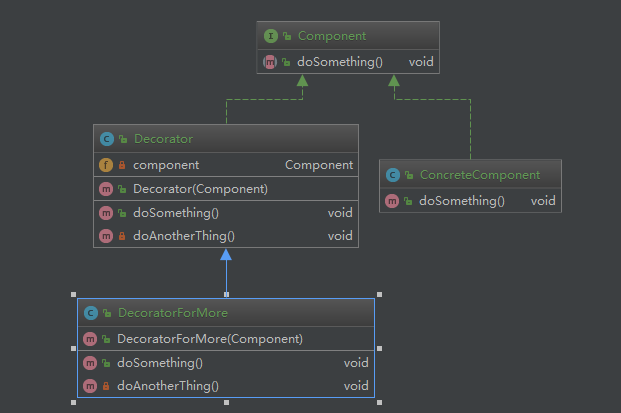 Component
doSomething() void
Decorator
component Component
Decorator(Component)
doSomething() void
doAnotherThing() void
ConcreteComponent
doSomething() void
DecoratorForMore
DecoratorForMore(Component)
doSomething() void
doAnotherThing() void